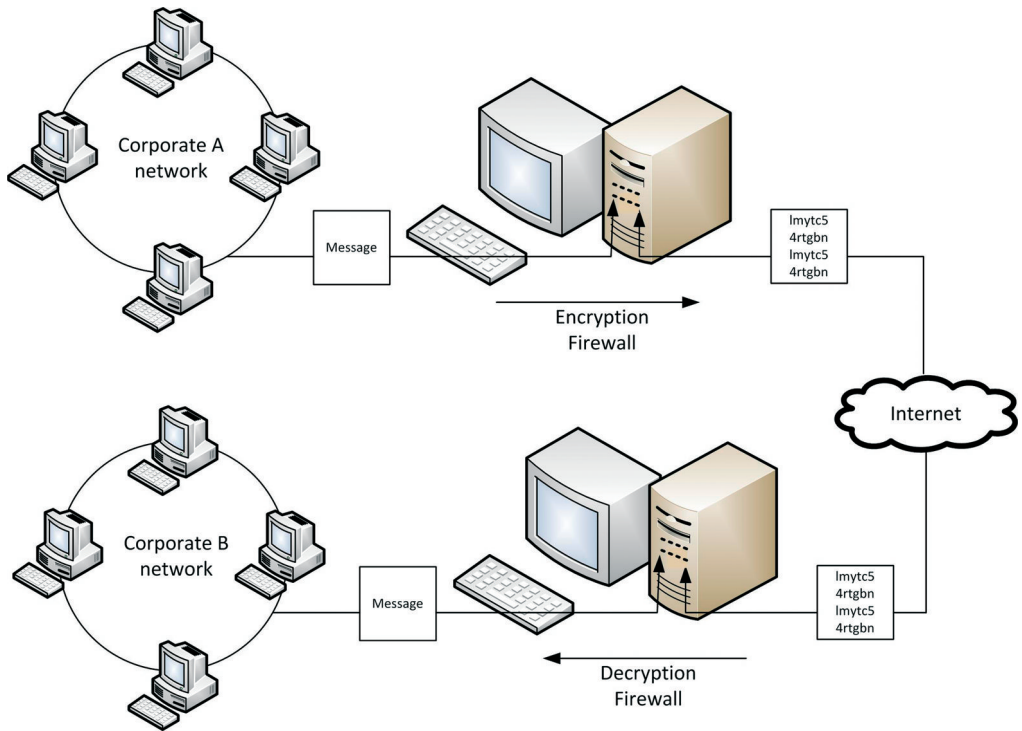 Corporate A
network
Message
lmytc5
4rtgbn
lmytc5
4rtgbn
Encryption
Firewall
Internet
Corporate B
network
Message
lmytc5
4rtgbn
lmytc5
4rtgbn
Decryption
Firewall